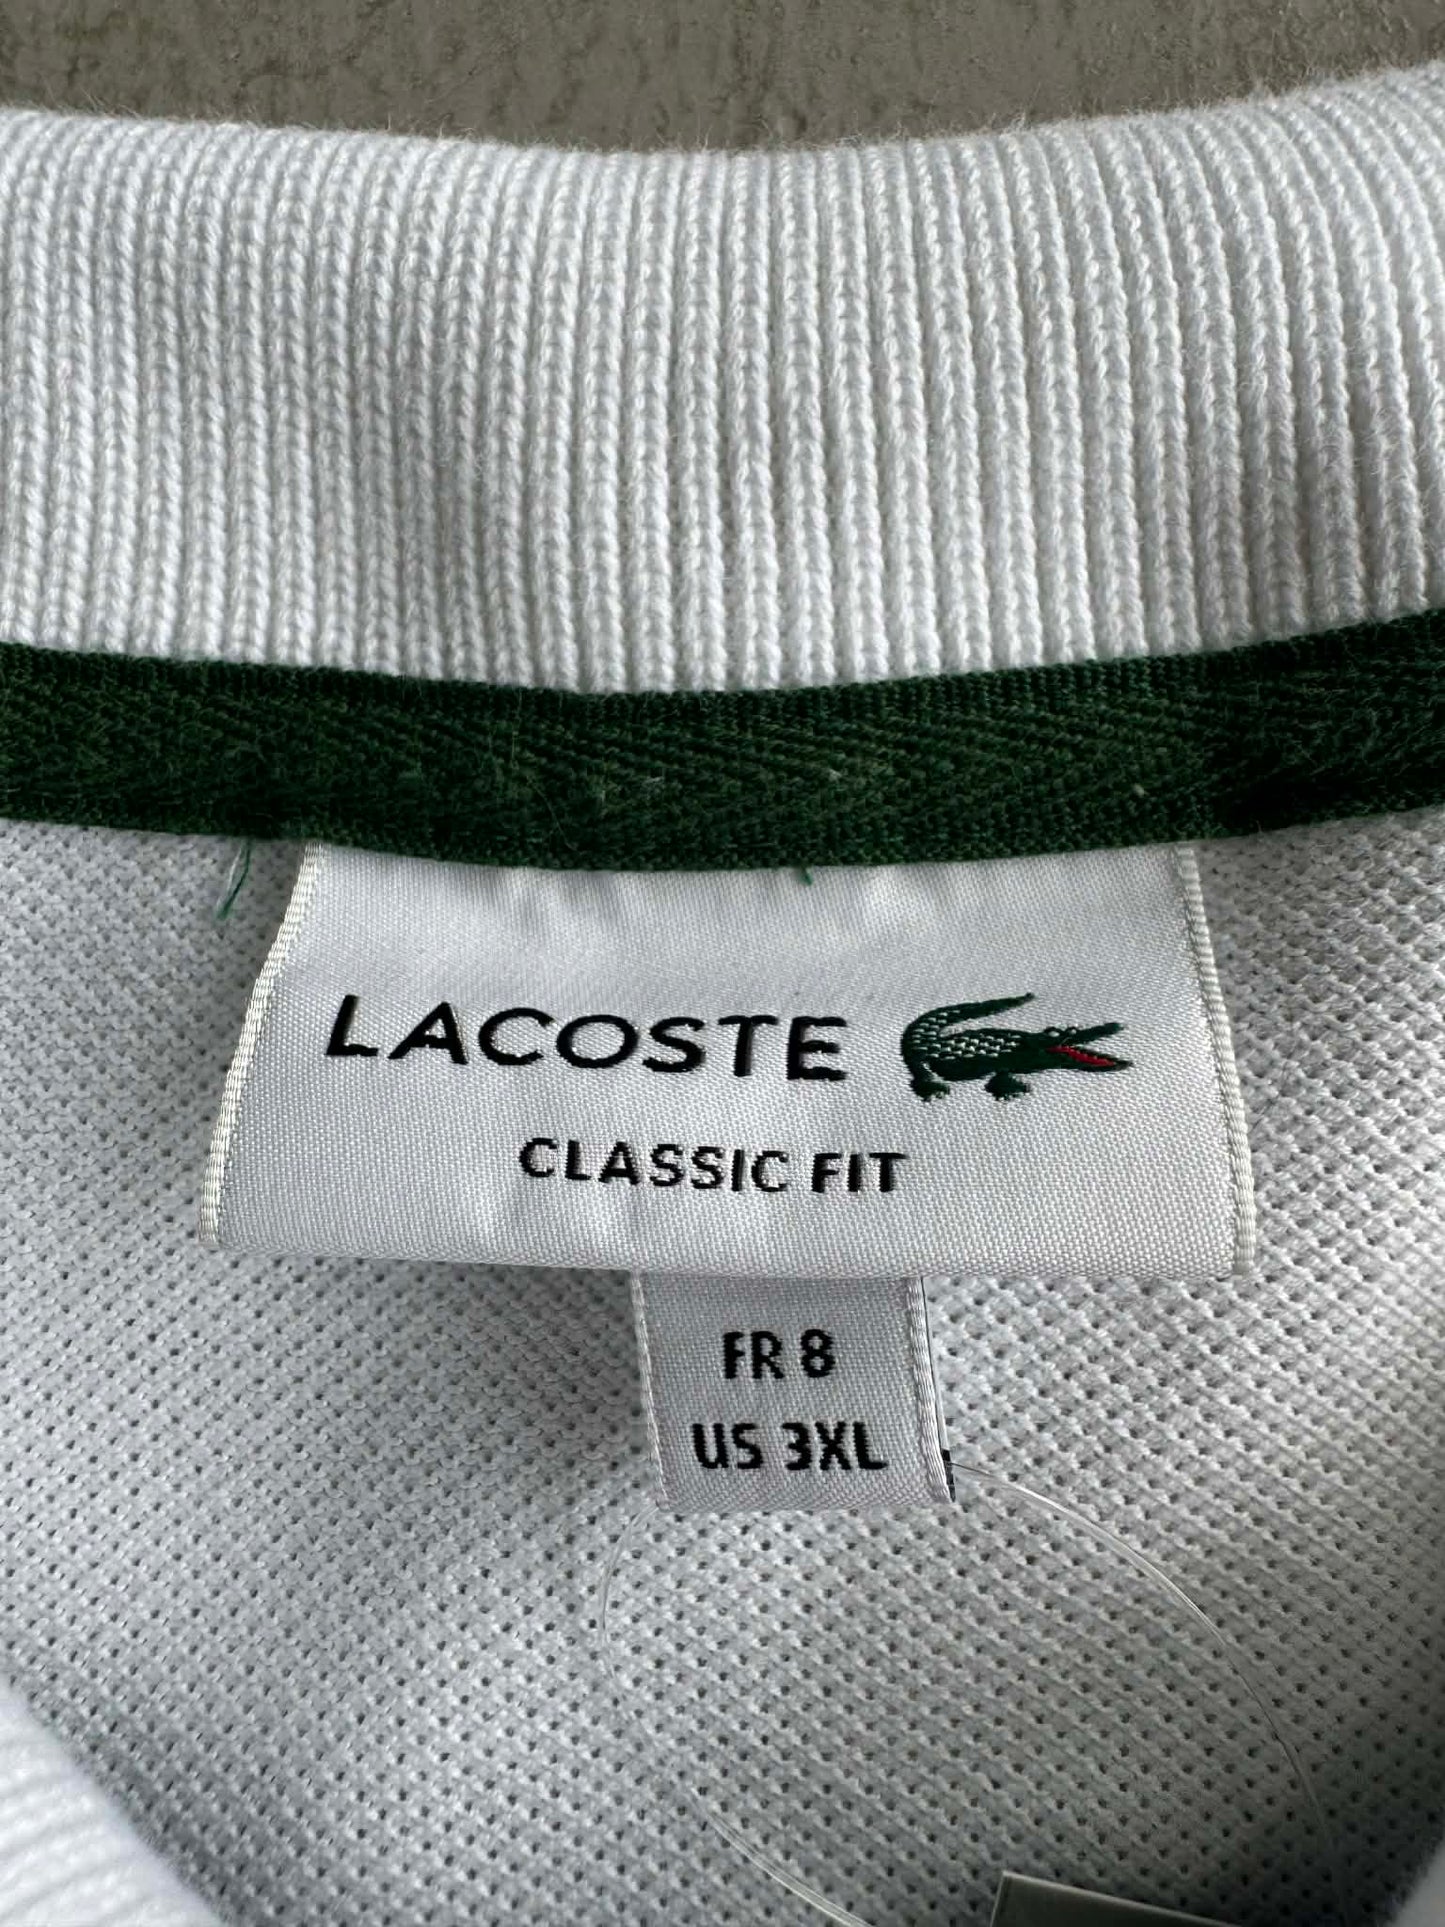 LACOSTE
CLASSIC FIT
FR 8
US 3XL